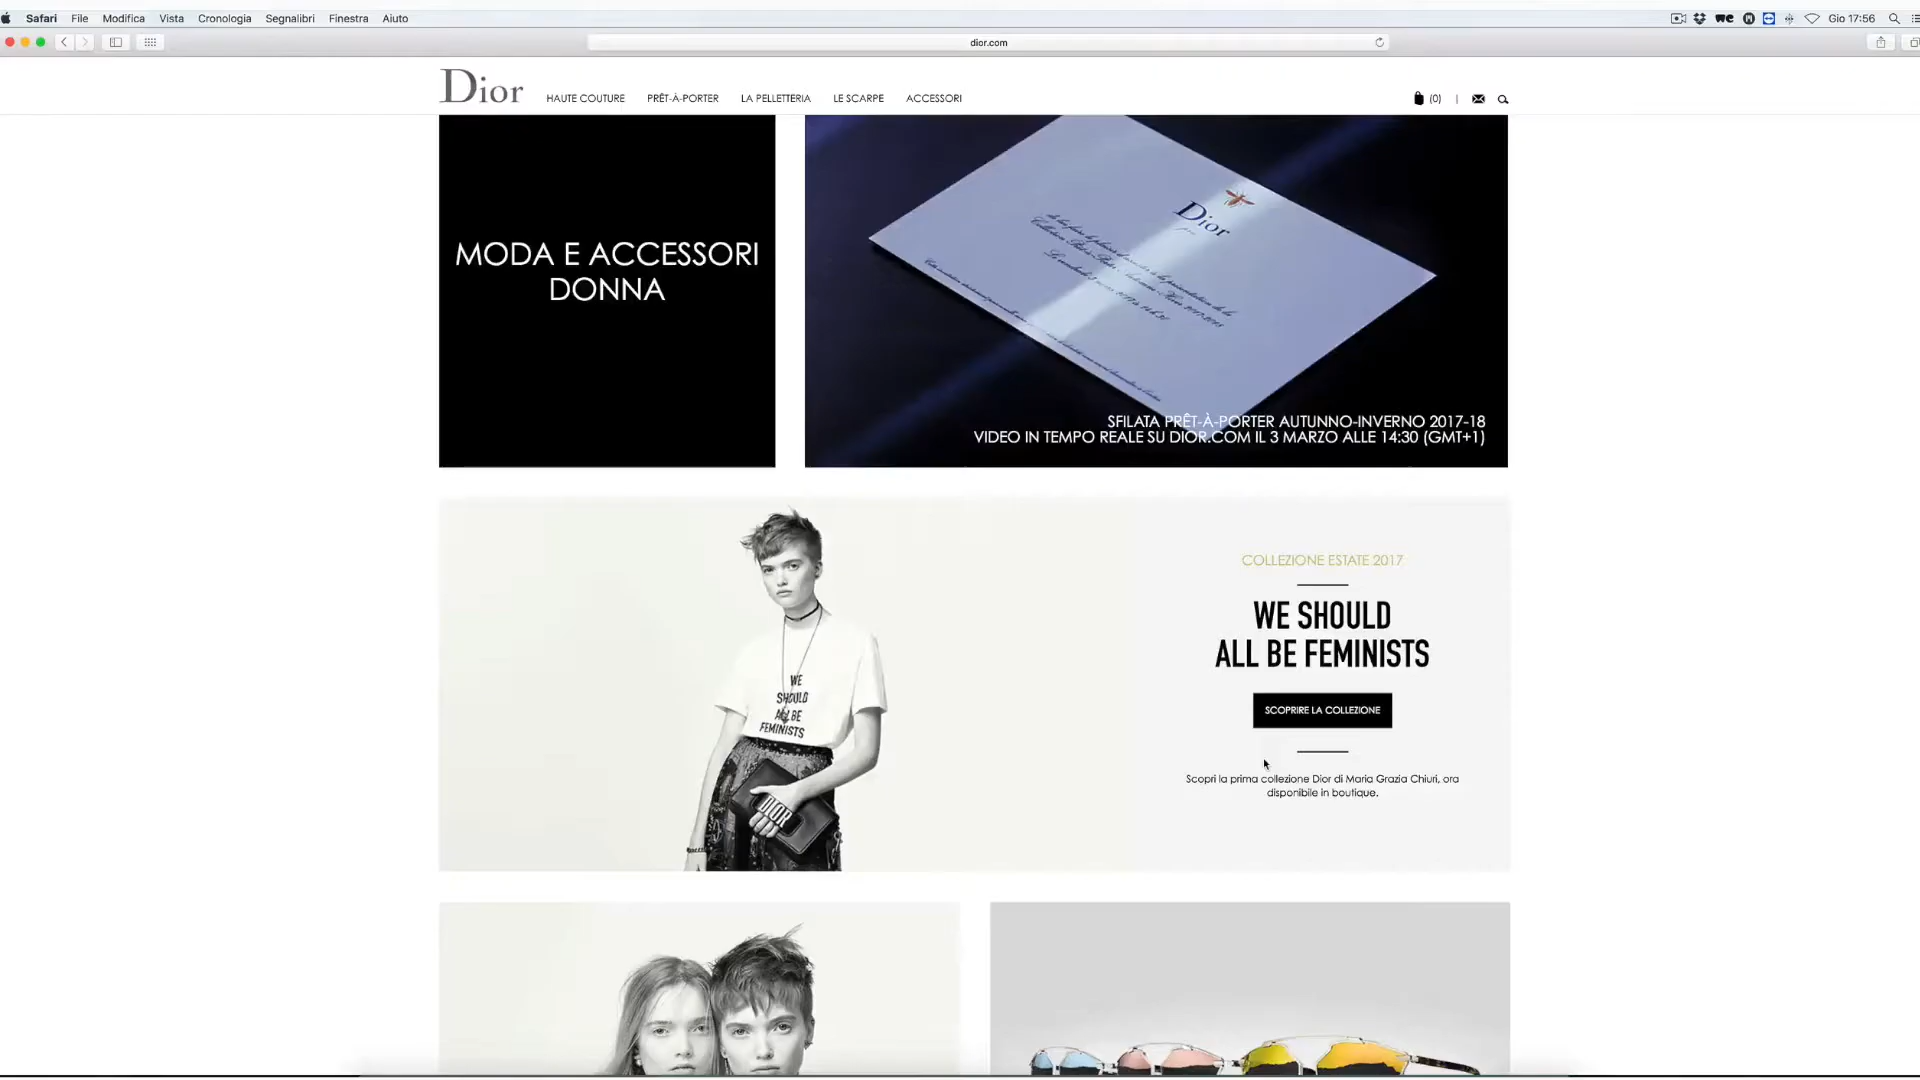 Safari File Modifica Vista Cronologia Segnalibri Finestra Aiuto
Gio 17:56
dior.com
Dior HAUTE COUTURE PRÊT-À-PORTER LA PELLETTERIA LE SCARPE ACCESSORI (0) |
MODA E ACCESSORI
DONNA
Dior
SFILATA PRÊT-À-PORTER AUTUNNO-INVERNO 2017-18
VIDEO IN TEMPO REALE SU DIOR.COM IL 3 MARZO ALLE 14:30 (GMT+1)
WE
SHOULD
ALL BE
FEMINISTS
DIOR
COLLEZIONE ESTATE 2017
WE SHOULD
ALL BE FEMINISTS
SCOPRIRE LA COLLEZIONE
Scopri la prima collezione Dior di Maria Grazia Chiuri, ora
disponibile in boutique.